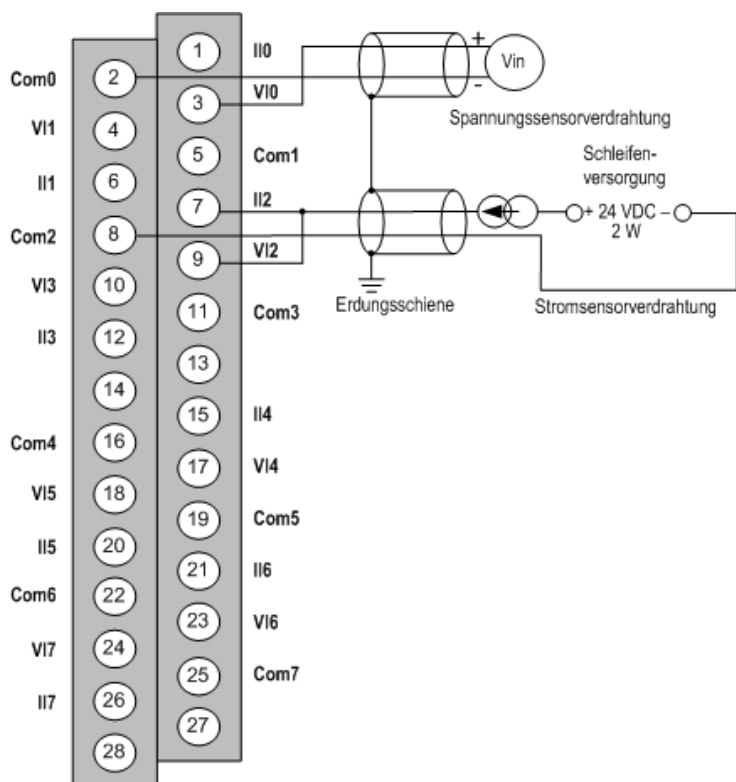 1 II0
Com0 2
+
Vin
-
3 VI0
Spannungssensorverdrahtung
VI1 4
5 Com1
Schleifen-
versorgung
II1 6
7 II2
+ 24 VDC –
2 W
Com2 8
9 VI2
VI3 10
Erdungsschiene
Stromsensorverdrahtung
11 Com3
II3 12
13
14
15 II4
Com4 16
17 VI4
VI5 18
19 Com5
II5 20
21 II6
Com6 22
23 VI6
VI7 24
25 Com7
II7 26
27
28